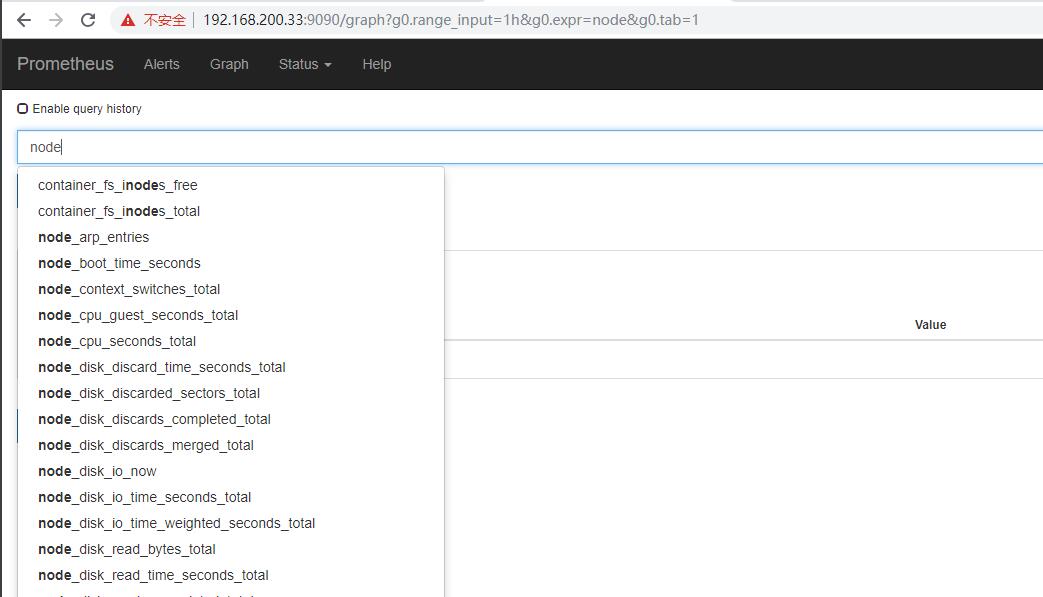 不安全 192.168.200.33:9090/graph?g0.range_input=1h&g0.expr=node&g0.tab=1
Prometheus Alerts Graph Status Help
Enable query history
node
container_fs_inodes_free
container_fs_inodes_total
node_arp_entries
node_boot_time_seconds
node_context_switches_total
node_cpu_guest_seconds_total
Value
node_cpu_seconds_total
node_disk_discard_time_seconds_total
node_disk_discarded_sectors_total
node_disk_discards_completed_total
node_disk_discards_merged_total
node_disk_io_now
node_disk_io_time_seconds_total
node_disk_io_time_weighted_seconds_total
node_disk_read_bytes_total
node_disk_read_time_seconds_total